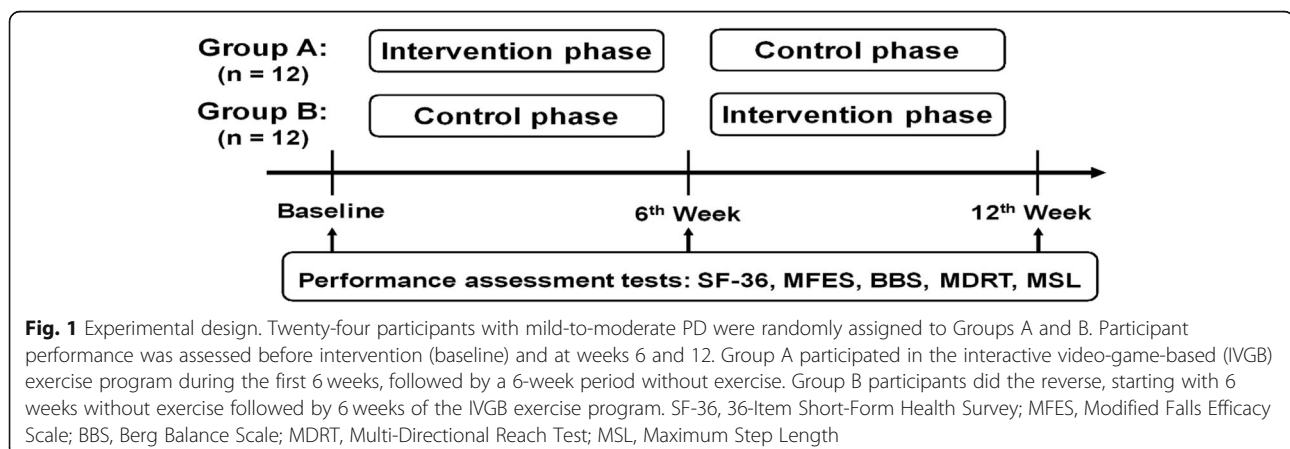 Group A: Intervention phase Control phase
(n = 12)
Group B: Control phase Intervention phase
(n = 12)
Baseline 6th Week 12th Week
Performance assessment tests: SF-36, MFES, BBS, MDRT, MSL
Fig. 1 Experimental design. Twenty-four participants with mild-to-moderate PD were randomly assigned to Groups A and B. Participant
performance was assessed before intervention (baseline) and at weeks 6 and 12. Group A participated in the interactive video-game-based (IVGB)
exercise program during the first 6 weeks, followed by a 6-week period without exercise. Group B participants did the reverse, starting with 6
weeks without exercise followed by 6 weeks of the IVGB exercise program. SF-36, 36-Item Short-Form Health Survey; MFES, Modified Falls Efficacy
Scale; BBS, Berg Balance Scale; MDRT, Multi-Directional Reach Test; MSL, Maximum Step Length